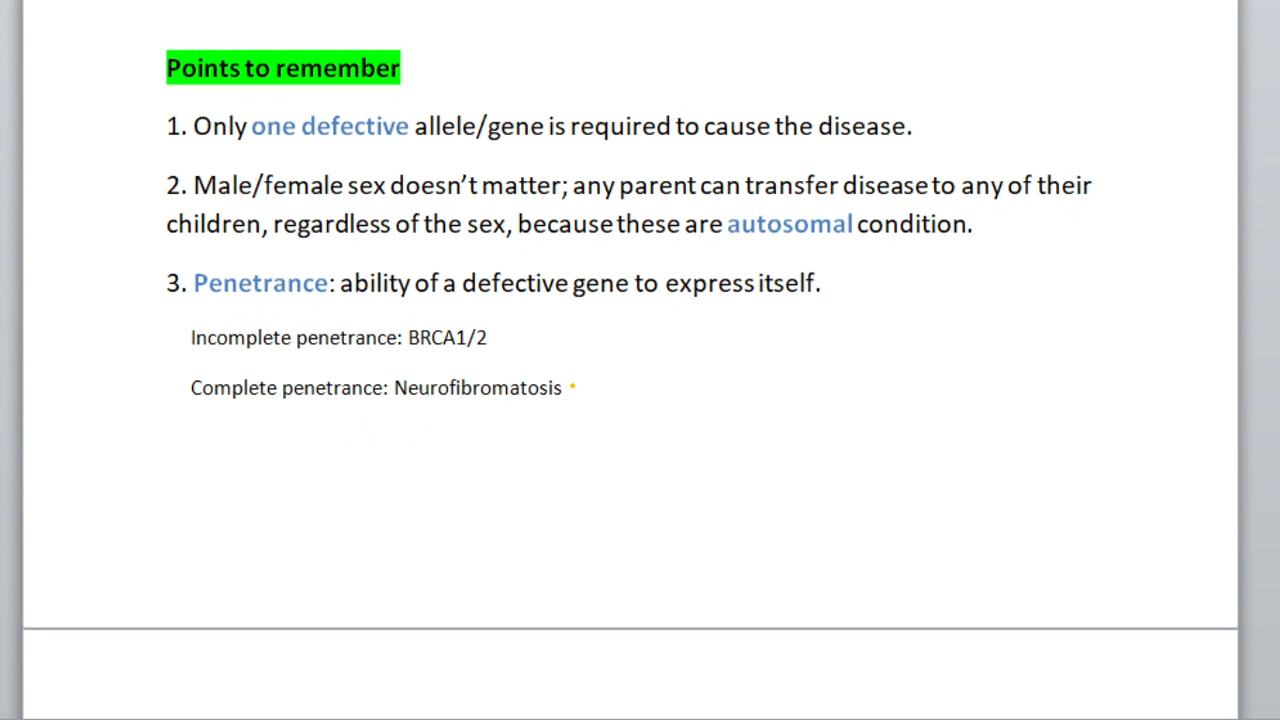 Points to remember
1. Only one defective allele/gene is required to cause the disease.
2. Male/female sex doesn’t matter; any parent can transfer disease to any of their
children, regardless of the sex, because these are autosomal condition.
3. Penetrance: ability of a defective gene to express itself.
Incomplete penetrance: BRCA1/2
Complete penetrance: Neurofibromatosis